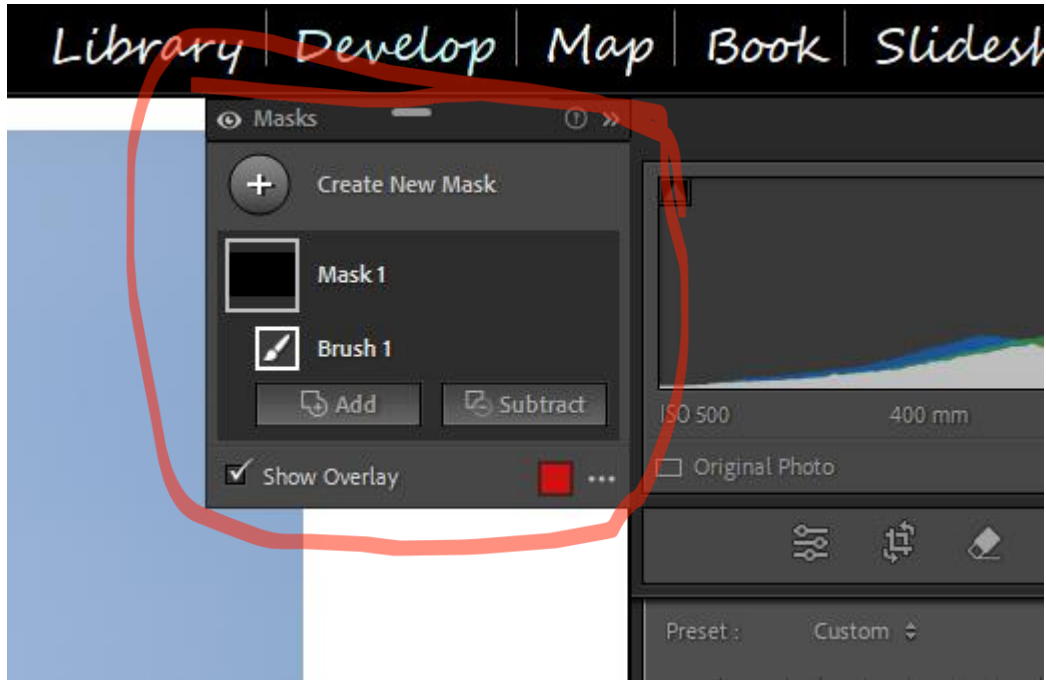 Library | Develop | Map | Book | Slidesh
Masks
Create New Mask
Mask 1
Brush 1
Add Subtract
Show Overlay
ISO 500 400 mm
Original Photo
Preset : Custom